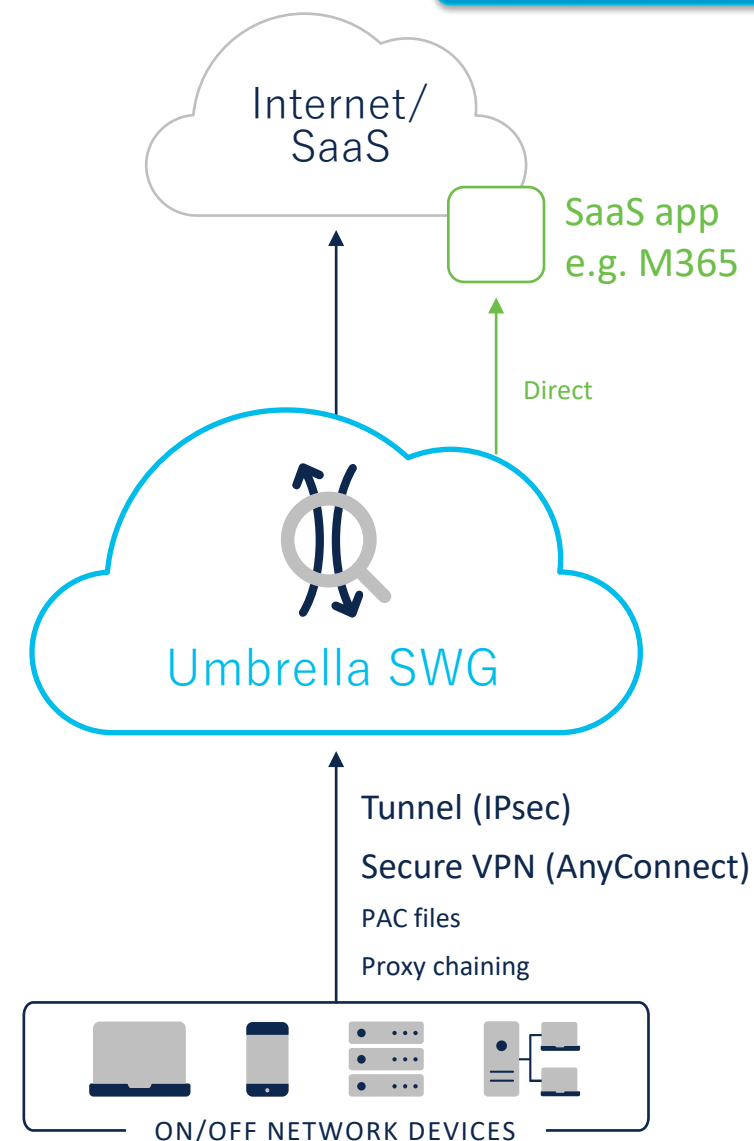 Internet/
SaaS
SaaS app
e.g. M365
Direct
Umbrella SWG
Tunnel (IPsec)
Secure VPN (AnyConnect)
PAC files
Proxy chaining
ON/OFF NETWORK DEVICES